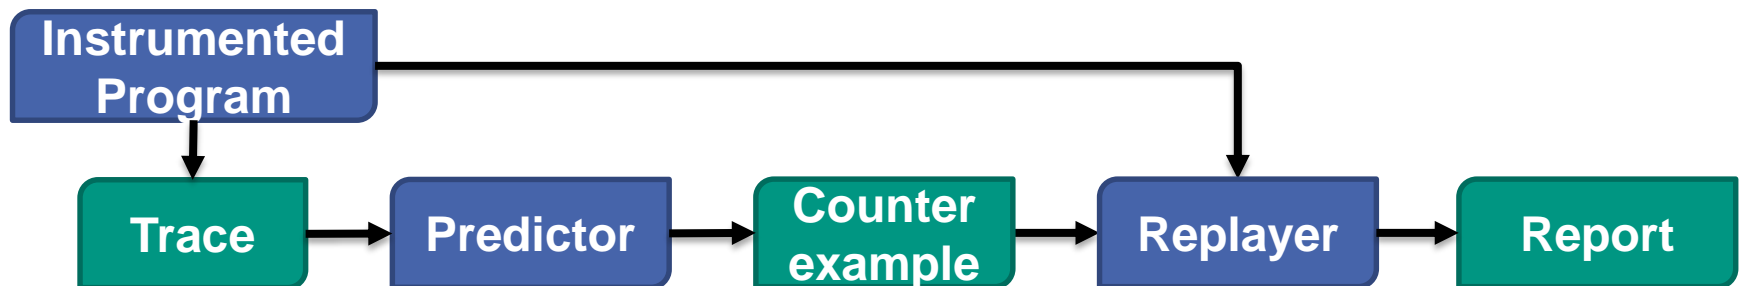 Instrumented
Program
Trace
Predictor
Counter
example
Replayer
Report